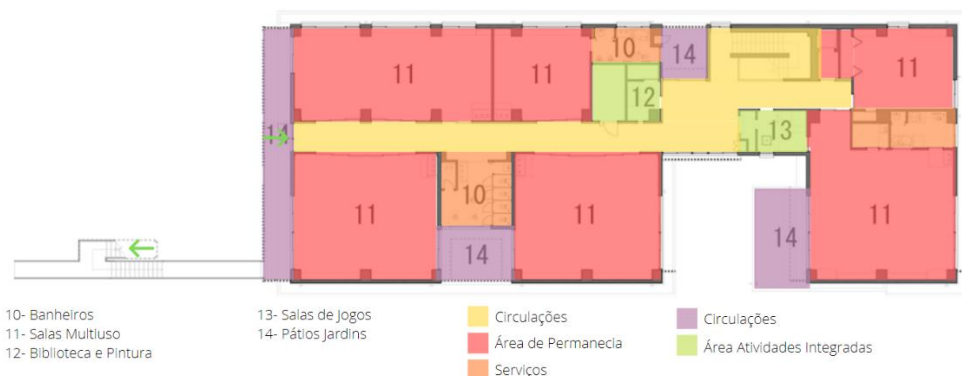 11
11
10
12
14
11
14
13
11
10
11
14
14
11
10- Banheiros
11- Salas Multiuso
12- Biblioteca e Pintura
13- Salas de Jogos
14- Pátios Jardins
Circulações
Área de Permanecia
Serviços
Circulações
Área Atividades Integradas